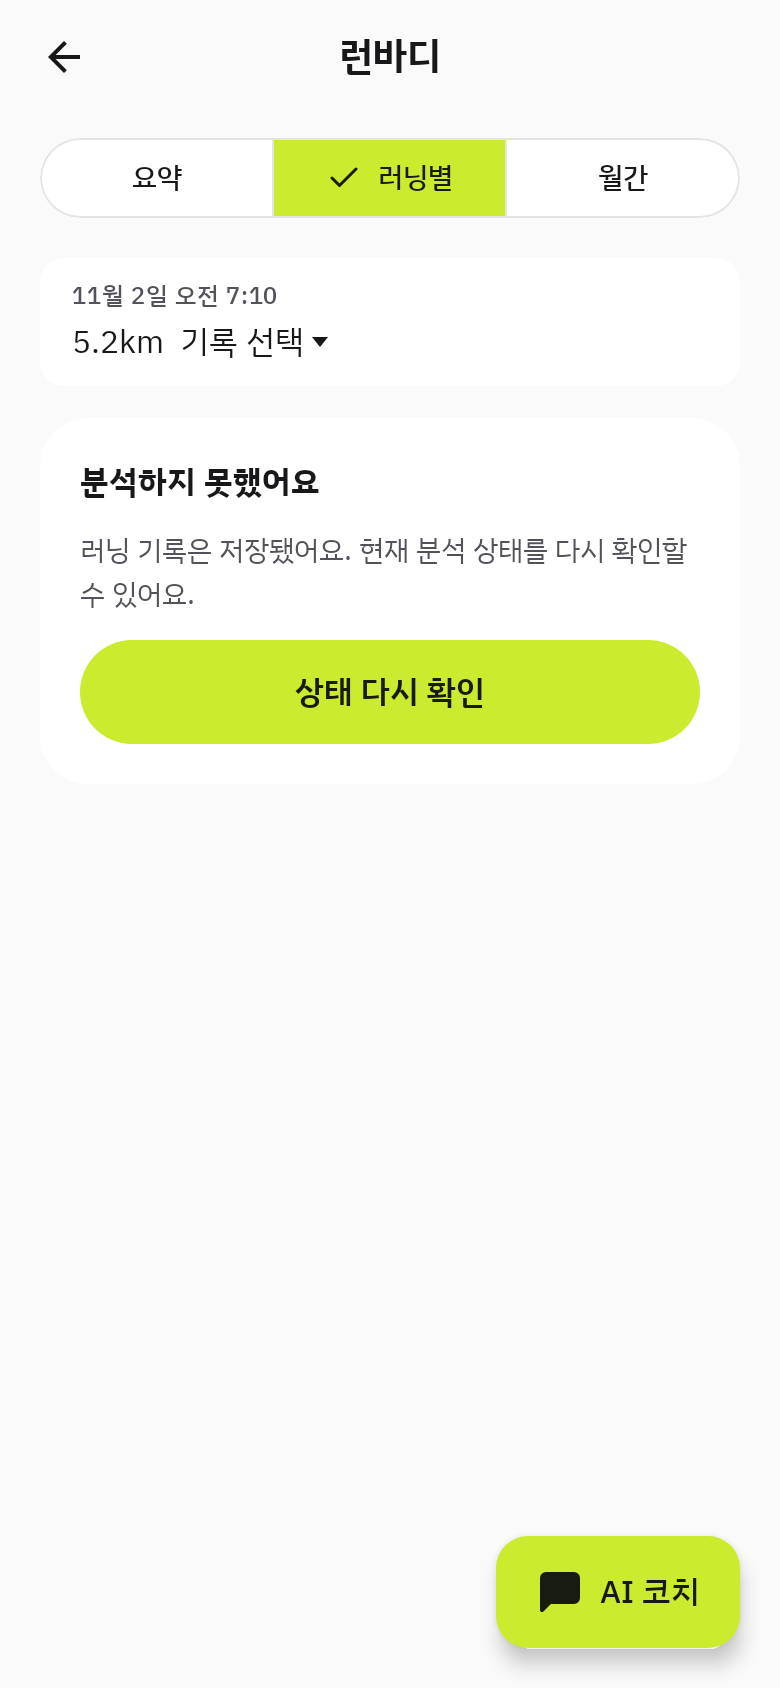 런바디
요약
러닝별
월간
11월 2일 오전 7:10
5.2km 기록 선택
분석하지 못했어요
러닝 기록은 저장됐어요. 현재 분석 상태를 다시 확인할
수 있어요.
상태 다시 확인
AI 코치